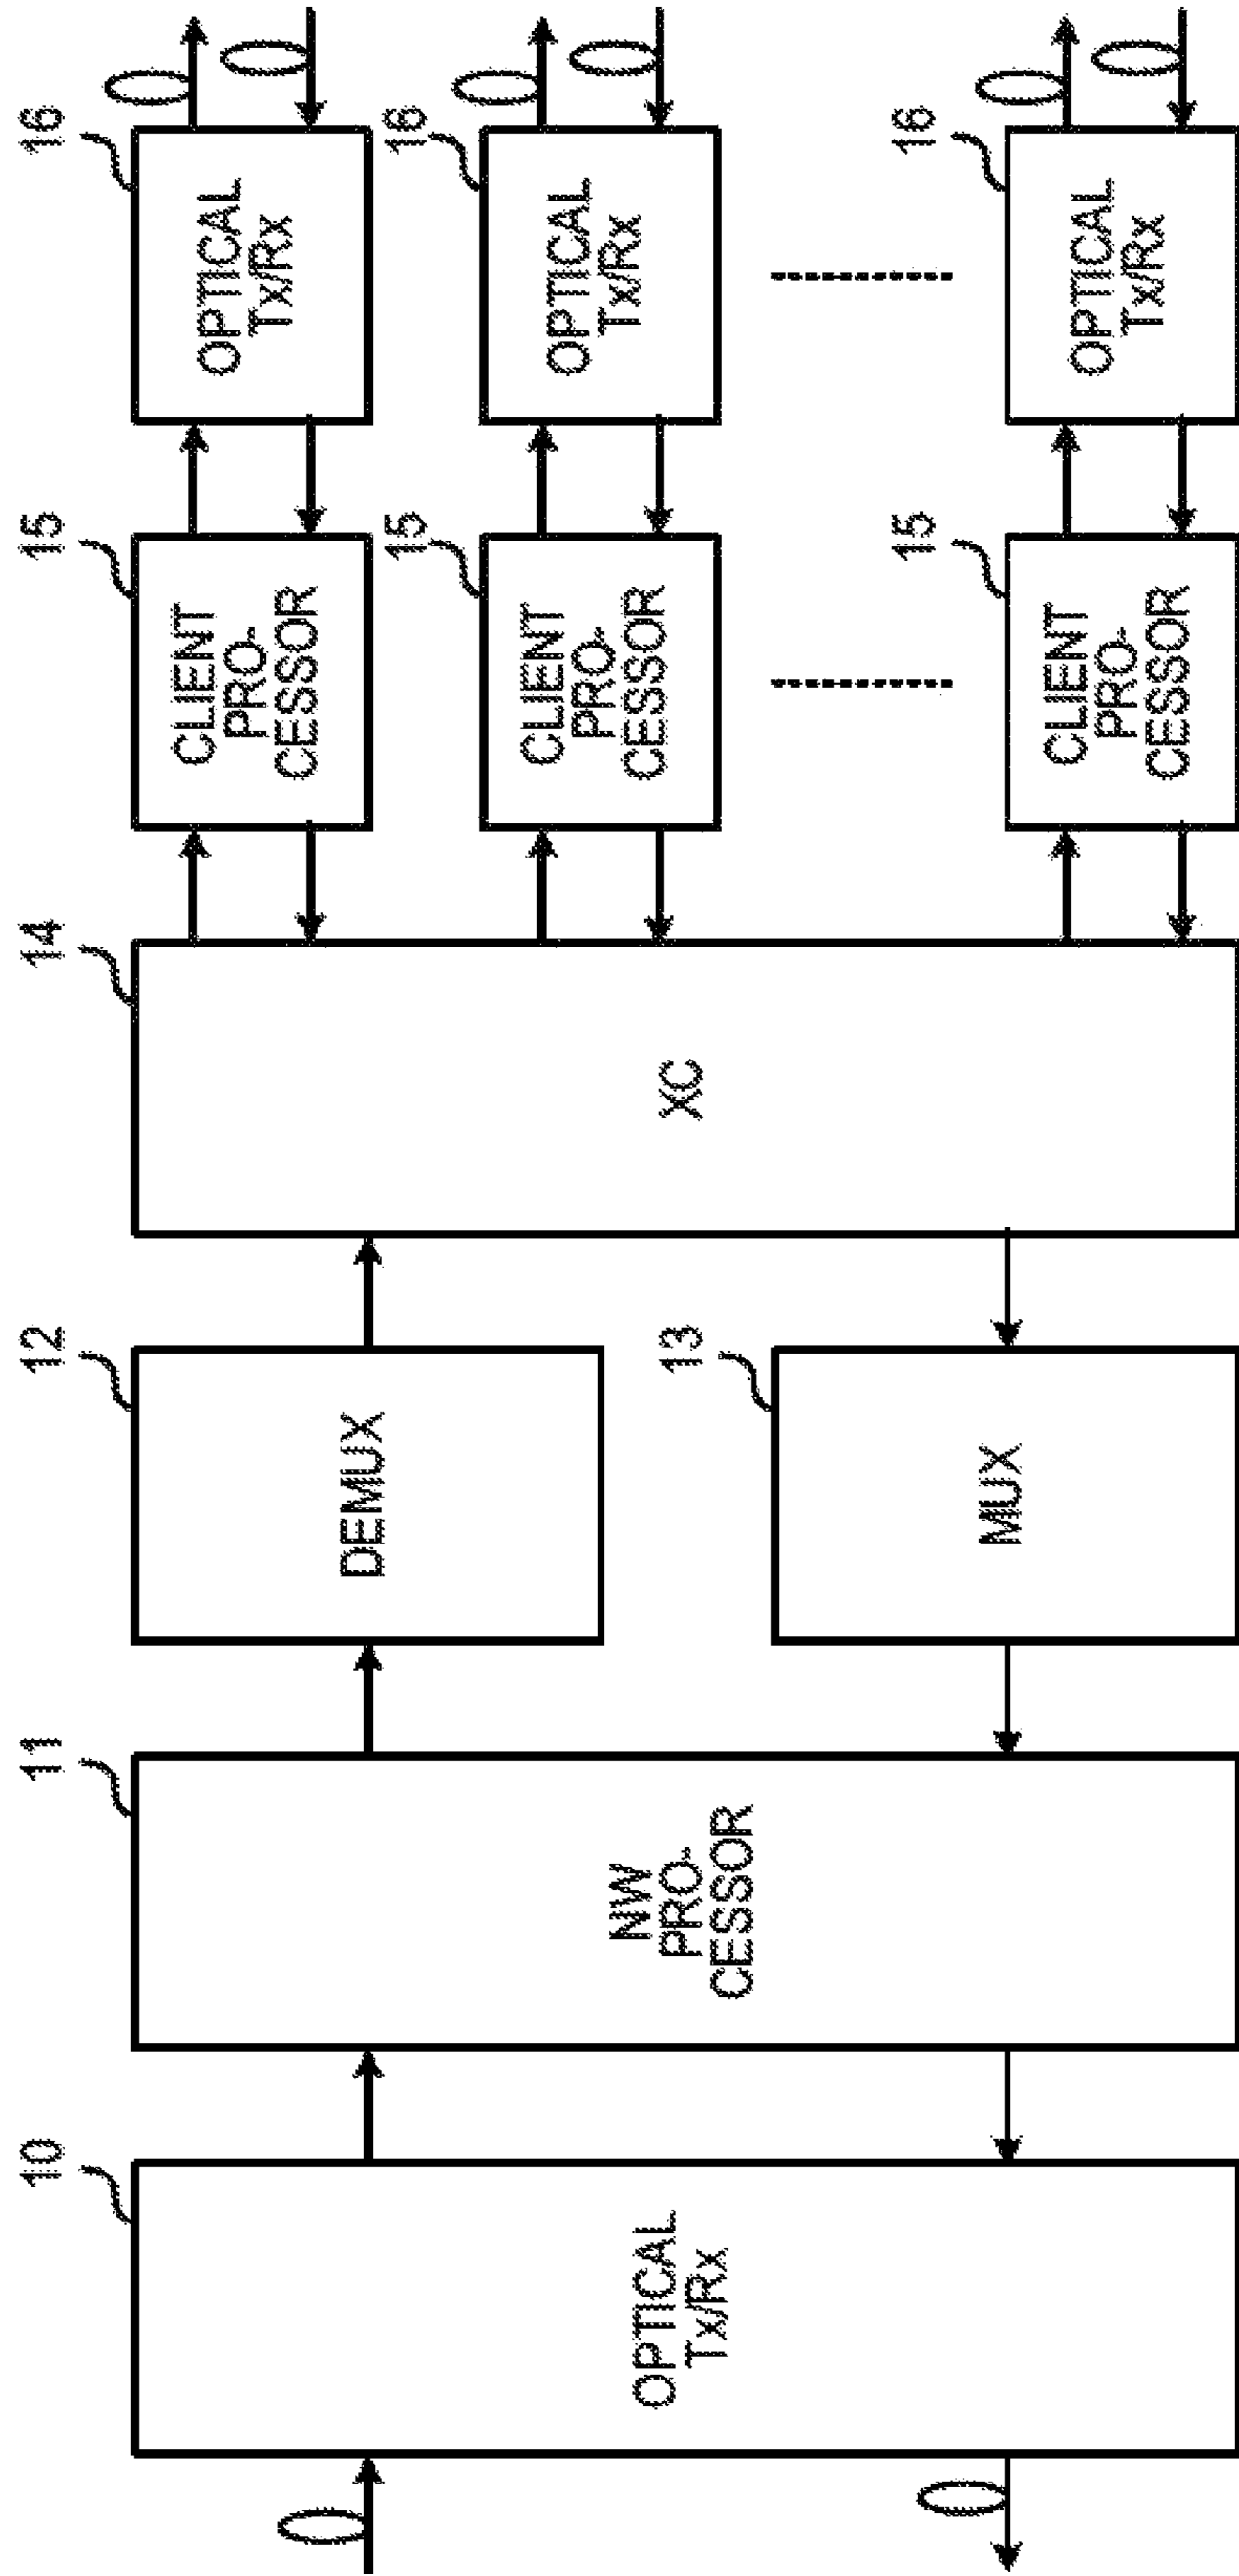 10
OPTICAL
Tx/Rx
11
NW
PRO-
CESSOR
12
DEMUX
13
MUX
14
XC
15
CLIENT
PRO-
CESSOR
16
OPTICAL
Tx/Rx
15
CLIENT
PRO-
CESSOR
16
OPTICAL
Tx/Rx
15
CLIENT
PRO-
CESSOR
16
OPTICAL
Tx/Rx